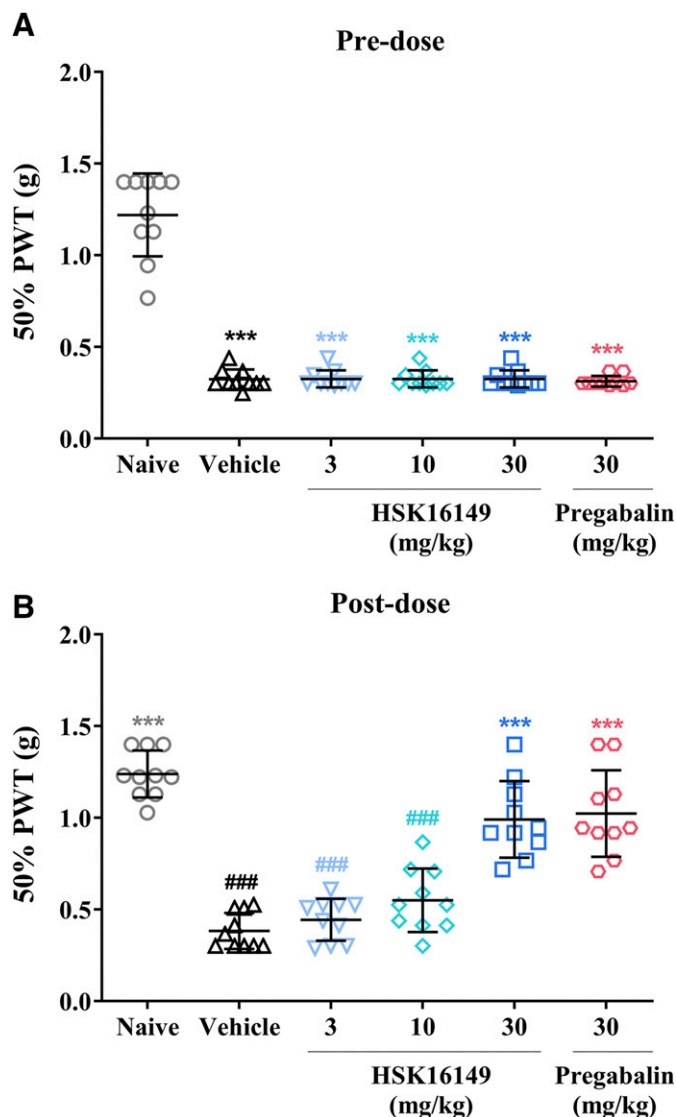 A
Pre-dose
50% PWT (g)
2.0
1.5
1.0
0.5
0.0
***
***
***
***
***
Naive Vehicle 3 10 30 30
HSK16149 Pregabalin
(mg/kg) (mg/kg)
B
Post-dose
50% PWT (g)
2.0
1.5
1.0
0.5
0.0
***
###
###
###
***
***
Naive Vehicle 3 10 30 30
HSK16149 Pregabalin
(mg/kg) (mg/kg)